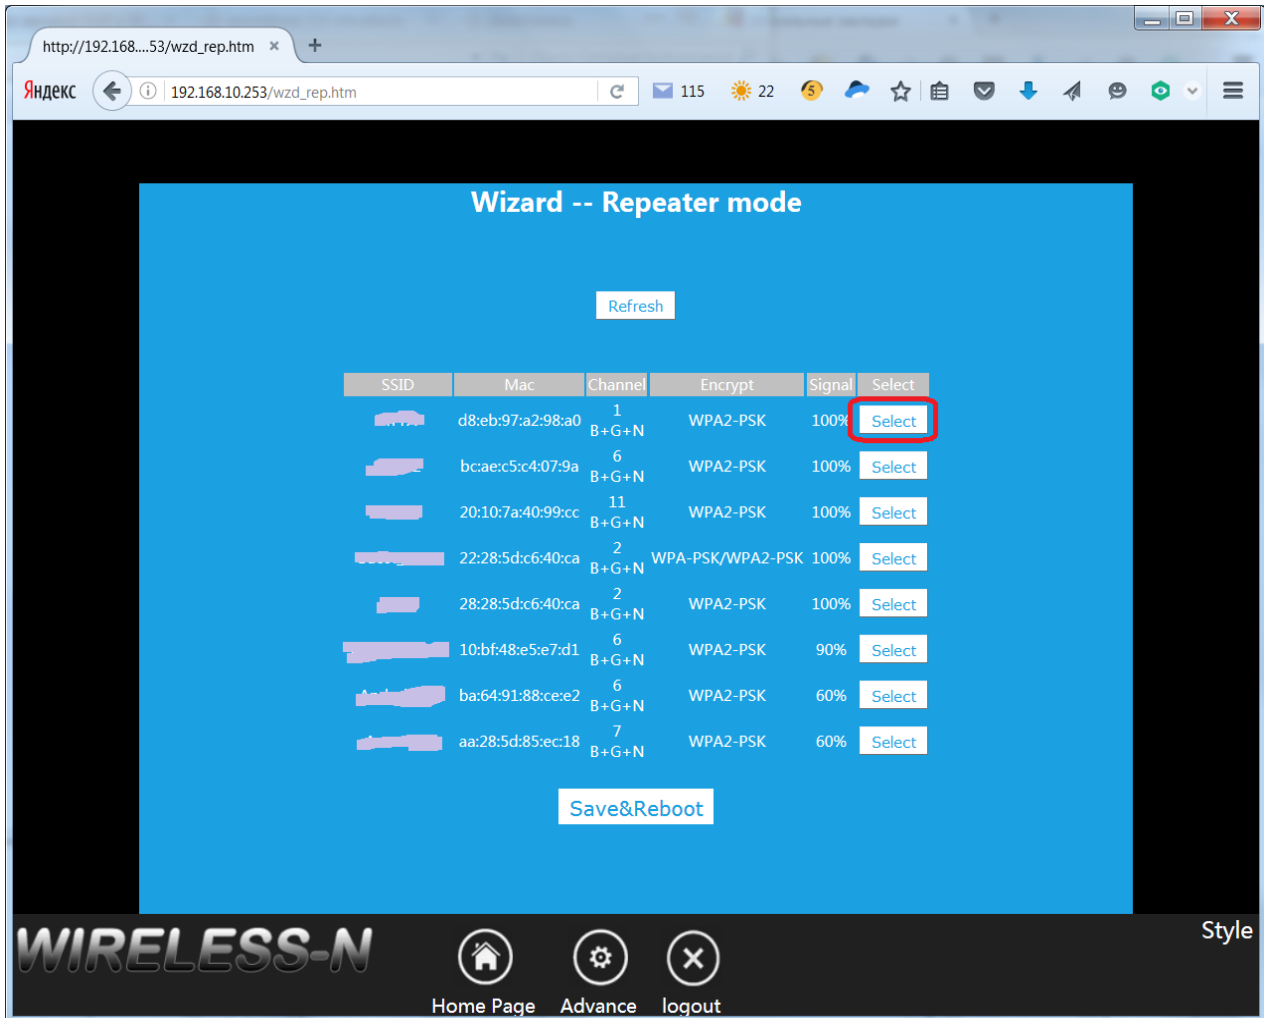 http://192.168....53/wzd_rep.htm
Яндекс 192.168.10.253/wzd_rep.htm 115 22 5
Wizard -- Repeater mode
Refresh
SSID Mac Channel Encrypt Signal Select
d8:eb:97:a2:98:a0 1 B+G+N WPA2-PSK 100% Select
bc:ae:c5:c4:07:9a 6 B+G+N WPA2-PSK 100% Select
20:10:7a:40:99:cc 11 B+G+N WPA2-PSK 100% Select
22:28:5d:c6:40:ca 2 B+G+N WPA-PSK/WPA2-PSK 100% Select
28:28:5d:c6:40:ca 2 B+G+N WPA2-PSK 100% Select
10:bf:48:e5:e7:d1 6 B+G+N WPA2-PSK 90% Select
ba:64:91:88:ce:e2 6 B+G+N WPA2-PSK 60% Select
aa:28:5d:85:ec:18 7 B+G+N WPA2-PSK 60% Select
Save&Reboot
WIRELESS-N
Home Page Advance logout
Style